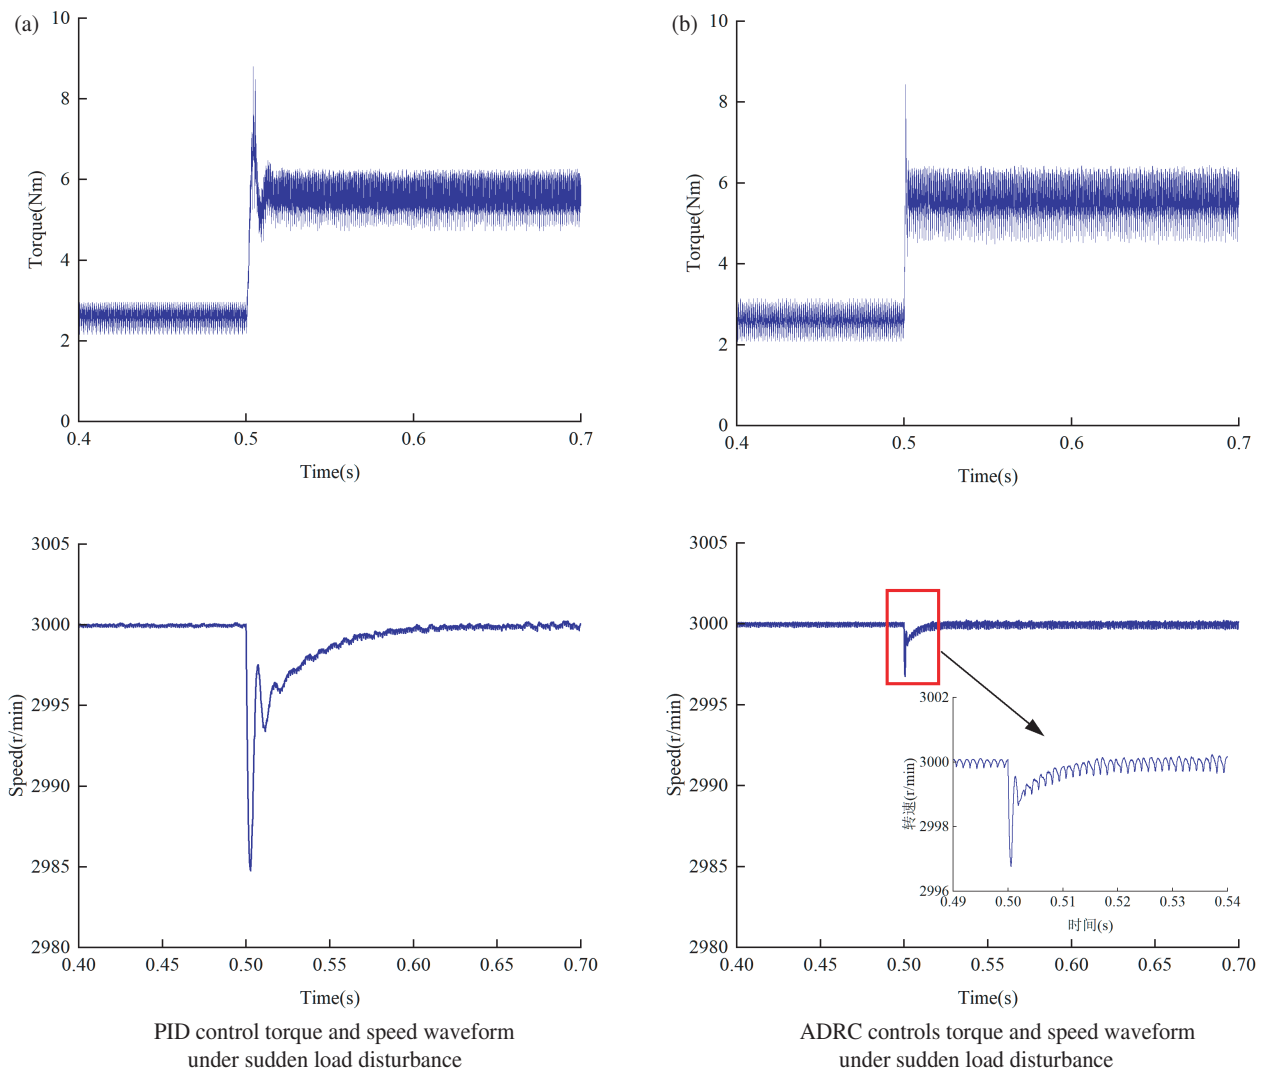 (a)
10
8
6
4
2
0
Torque(Nm)
0.4 0.5 0.6 0.7
Time(s)
(b)
10
8
6
4
2
0
Torque(Nm)
0.4 0.5 0.6 0.7
Time(s)
3005
3000
2995
2990
2985
2980
Speed(r/min)
0.40 0.45 0.50 0.55 0.60 0.65 0.70
Time(s)
PID control torque and speed waveform
under sudden load disturbance
3005
3000
2995
2990
2985
2980
Speed(r/min)
0.40 0.45 0.50 0.55 0.60 0.65 0.70
Time(s)
3002
3000
2998
2996
转速(r/min)
0.49 0.50 0.51 0.52 0.53 0.54
时间(s)
ADRC controls torque and speed waveform
under sudden load disturbance